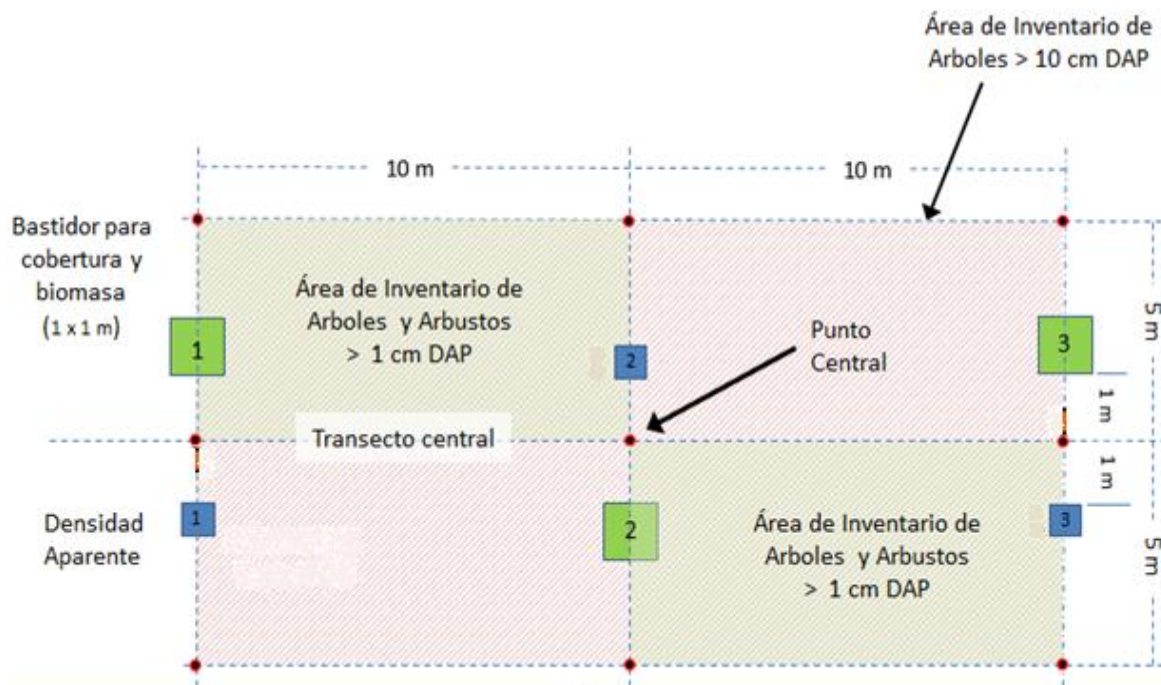 Área de Inventario de
Arboles > 10 cm DAP
10 m
10 m
Bastidor para
cobertura y
biomasa
(1 x 1 m)
Área de Inventario de
Arboles y Arbustos
> 1 cm DAP
1
2
3
Punto
Central
5 m
1 m
Transecto central
1 m
Densidad
Aparente
1
2
3
Área de Inventario de
Arboles y Arbustos
> 1 cm DAP
5 m